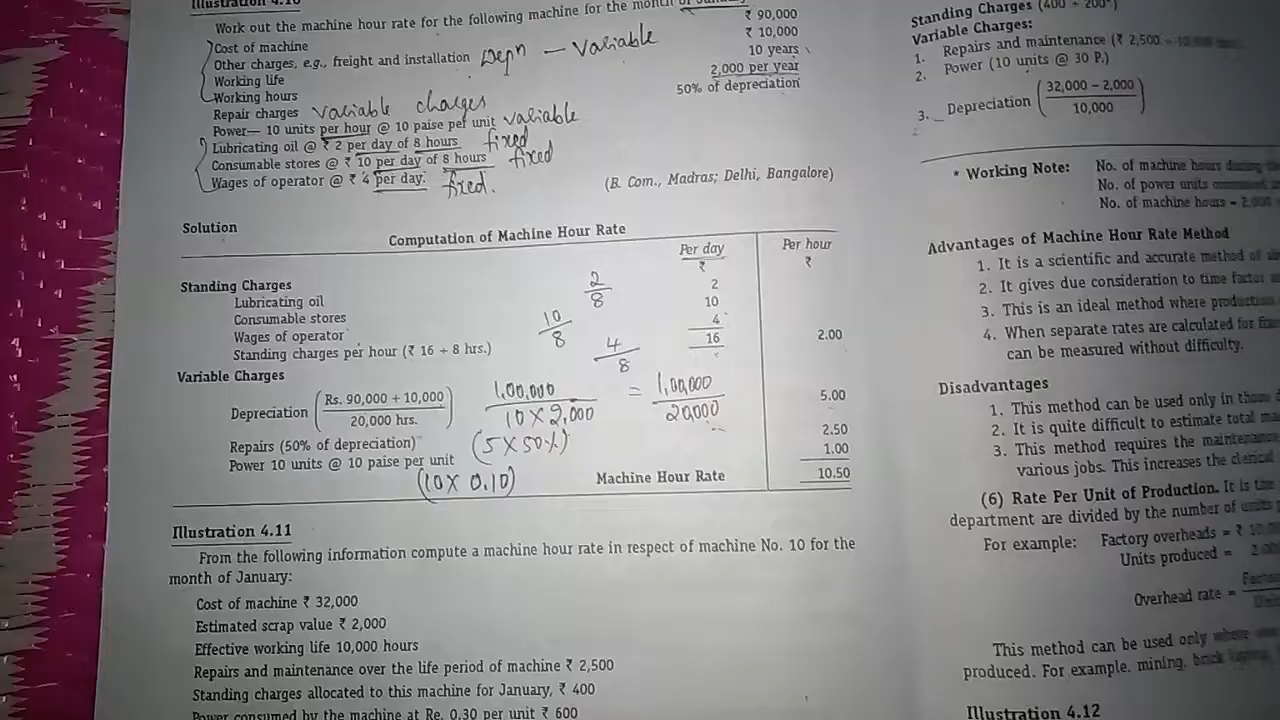 Illustration 4.10
Work out the machine hour rate for the following machine for the month of January
Cost of machine ₹ 90,000
Other charges, e.g., freight and installation ₹ 10,000
Depn — Variable
Working life 10 years
Working hours 2,000 per year
Repair charges 50% of depreciation
variable charges
Power— 10 units per hour @ 10 paise per unit variable
Lubricating oil @ ₹ 2 per day of 8 hours fixed
Consumable stores @ ₹ 10 per day of 8 hours fixed
Wages of operator @ ₹ 4 per day. fixed.
(B. Com., Madras; Delhi, Bangalore)
Solution
Computation of Machine Hour Rate
Per day Per hour
₹ ₹
Standing Charges
Lubricating oil 2/8 2
Consumable stores 10/8 10
Wages of operator 4/8 4
Standing charges per hour (₹ 16 ÷ 8 hrs.) 16 2.00
Variable Charges
Depreciation (Rs. 90,000 + 10,000 / 20,000 hrs.) 1,00,000 / 10 X 2,000 = 1,00,000 / 20,000 5.00
Repairs (50% of depreciation) (5 X 50%) 2.50
Power 10 units @ 10 paise per unit 1.00
(10 X 0.10)
Machine Hour Rate 10.50
Illustration 4.11
From the following information compute a machine hour rate in respect of machine No. 10 for the
month of January:
Cost of machine ₹ 32,000
Estimated scrap value ₹ 2,000
Effective working life 10,000 hours
Repairs and maintenance over the life period of machine ₹ 2,500
Standing charges allocated to this machine for January, ₹ 400
Power consumed by the machine at Re. 0.30 per unit ₹ 600
Standing Charges (400 ÷ 200*)
Variable Charges:
1. Repairs and maintenance (₹ 2,500
2. Power (10 units @ 30 P.)
3. Depreciation (32,000 – 2,000 / 10,000)
* Working Note: No. of machine hours during
No. of power units
No. of machine hours = 2,000
Advantages of Machine Hour Rate Method
1. It is a scientific and accurate method of
2. It gives due consideration to time factor
3. This is an ideal method where production
4. When separate rates are calculated for
can be measured without difficulty.
Disadvantages
1. This method can be used only in those
2. It is quite difficult to estimate total
3. This method requires the maintenance
various jobs. This increases the clerical
(6) Rate Per Unit of Production. It is the
department are divided by the number of units
For example: Factory overheads = ₹
Units produced =
Overhead rate =
This method can be used only where
produced. For example. mining, brick
Illustration 4.12